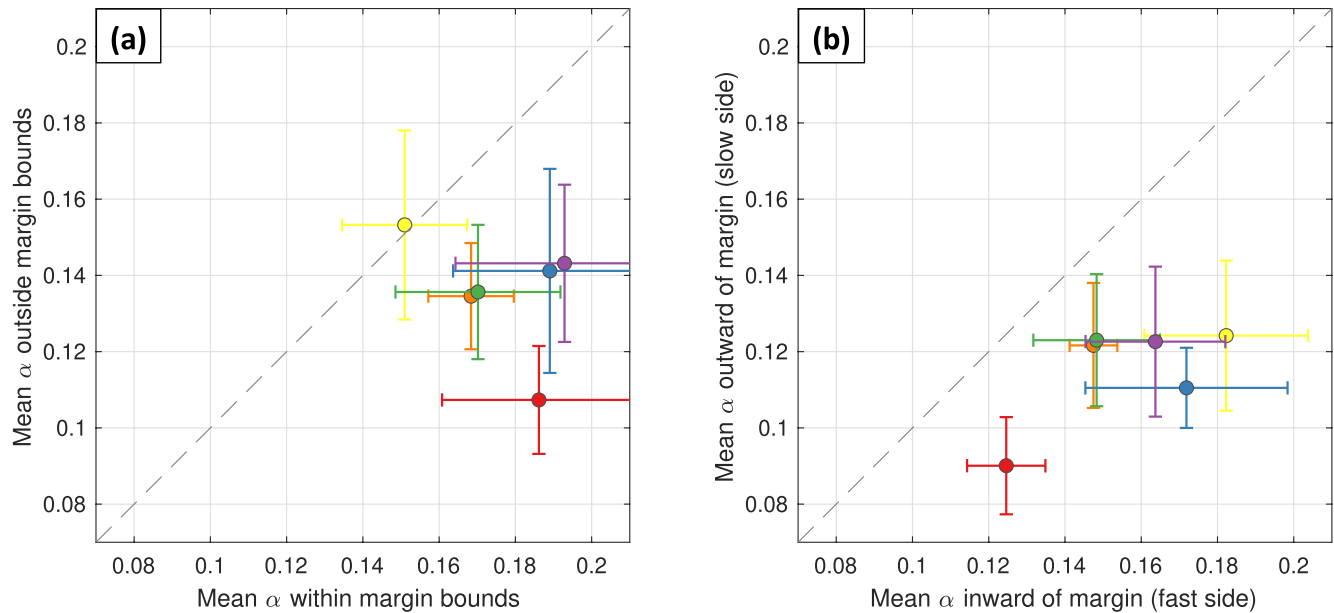 (a)
0.2
0.18
0.16
0.14
0.12
0.1
0.08
Mean α outside margin bounds
0.08 0.1 0.12 0.14 0.16 0.18 0.2
Mean α within margin bounds
(b)
0.2
0.18
0.16
0.14
0.12
0.1
0.08
Mean α outward of margin (slow side)
0.08 0.1 0.12 0.14 0.16 0.18 0.2
Mean α inward of margin (fast side)